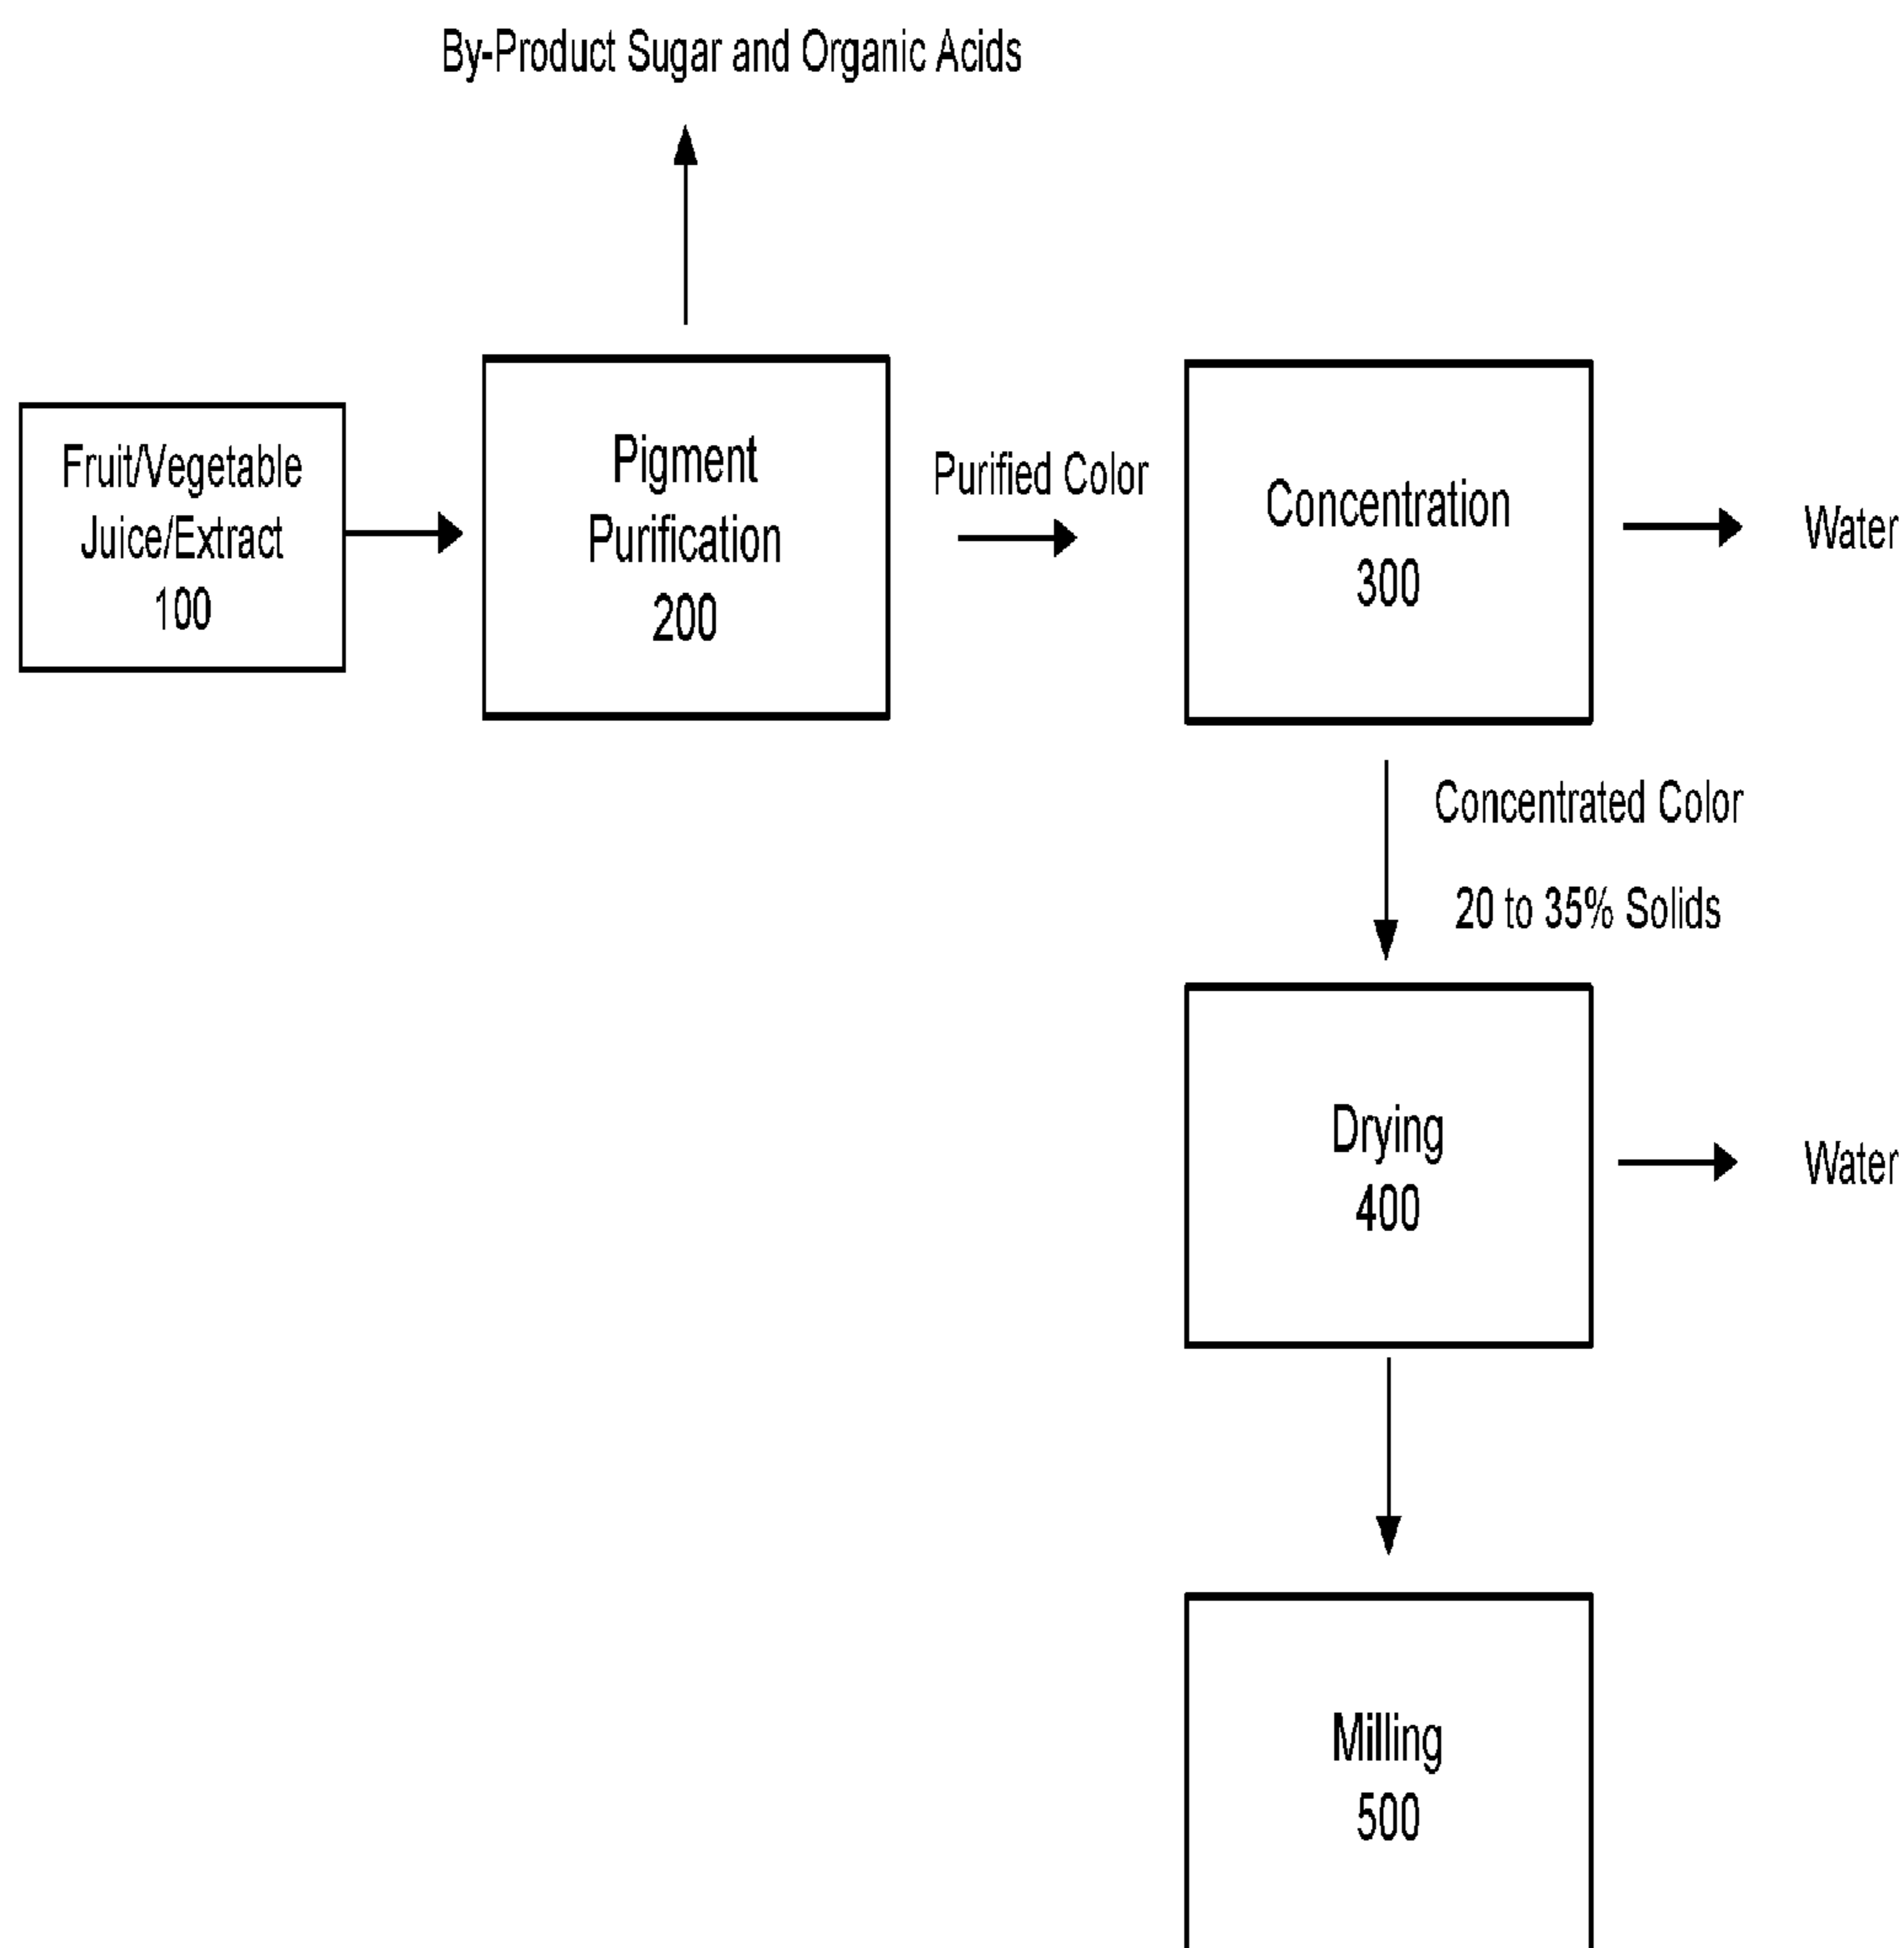 By-Product Sugar and Organic Acids
Fruit/Vegetable
Juice/Extract
100
Pigment
Purification
200
Purified Color
Concentration
300
Water
Concentrated Color
20 to 35% Solids
Drying
400
Water
Milling
500